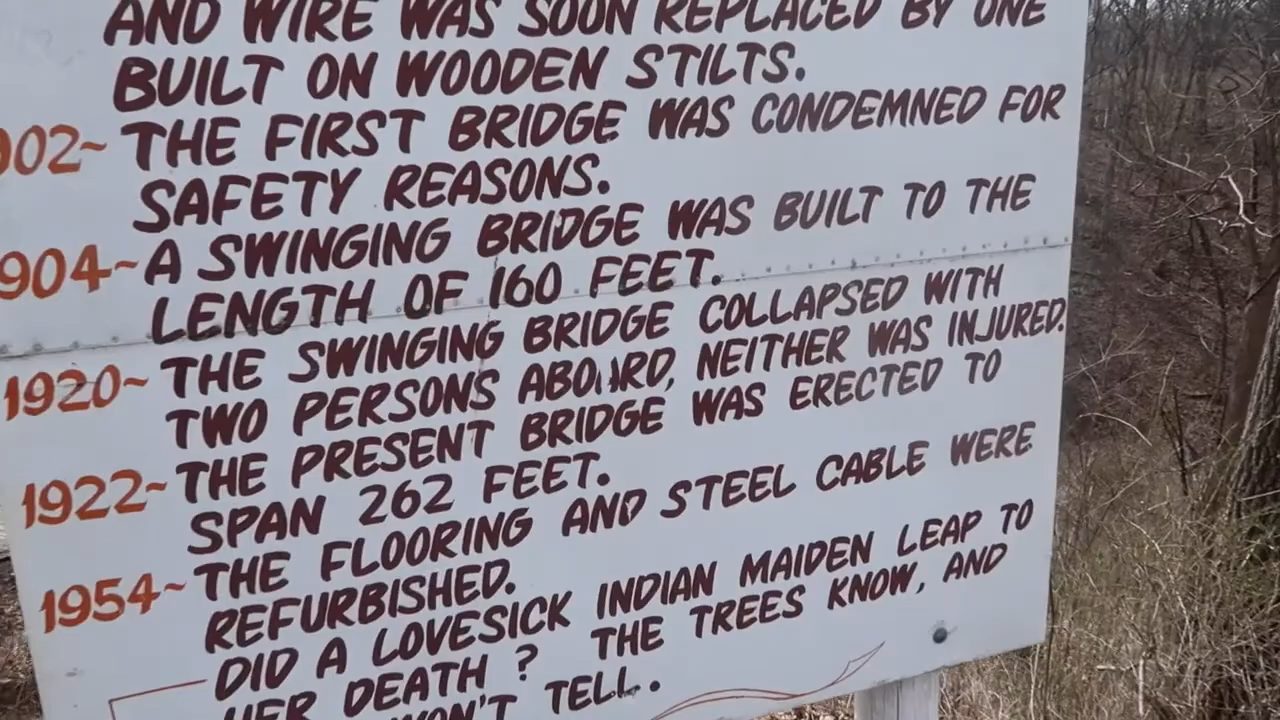 AND WIRE WAS SOON REPLACED BY ONE
BUILT ON WOODEN STILTS.
902~ THE FIRST BRIDGE WAS CONDEMNED FOR
SAFETY REASONS.
904~ A SWINGING BRIDGE WAS BUILT TO THE
LENGTH OF 160 FEET.
1920~ THE SWINGING BRIDGE COLLAPSED WITH
TWO PERSONS ABOARD, NEITHER WAS INJURED.
1922~ THE PRESENT BRIDGE WAS ERECTED TO
SPAN 262 FEET.
1954~ THE FLOORING AND STEEL CABLE WERE
REFURBISHED.
DID A LOVESICK INDIAN MAIDEN LEAP TO
HER DEATH? THE TREES KNOW, AND
WON'T TELL.